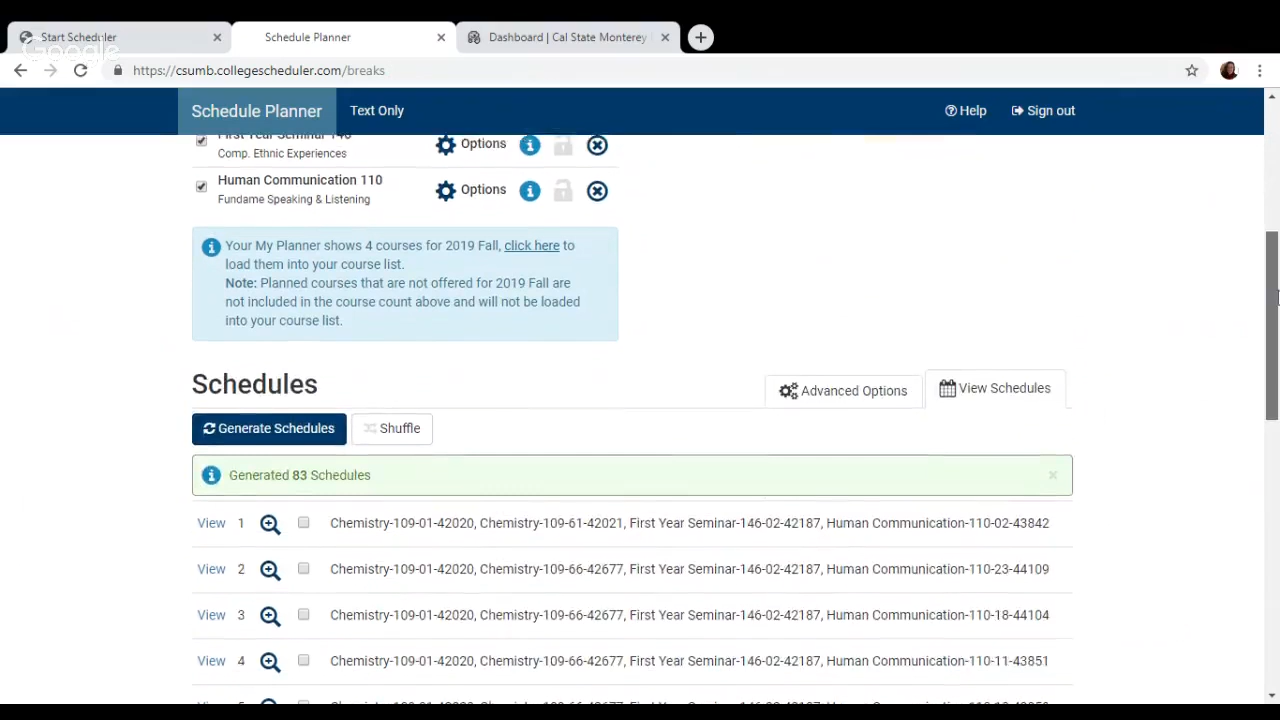 Start Scheduler
Schedule Planner
Dashboard | Cal State Monterey
Google
https://csumb.collegescheduler.com/breaks
Schedule Planner
Text Only
Help
Sign out
First Year Seminar 146
Comp. Ethnic Experiences
Options
Human Communication 110
Fundame Speaking & Listening
Options
Your My Planner shows 4 courses for 2019 Fall, click here to
load them into your course list.
Note: Planned courses that are not offered for 2019 Fall are
not included in the course count above and will not be loaded
into your course list.
Schedules
Advanced Options
View Schedules
Generate Schedules
Shuffle
Generated 83 Schedules
View 1 Chemistry-109-01-42020, Chemistry-109-61-42021, First Year Seminar-146-02-42187, Human Communication-110-02-43842
View 2 Chemistry-109-01-42020, Chemistry-109-66-42677, First Year Seminar-146-02-42187, Human Communication-110-23-44109
View 3 Chemistry-109-01-42020, Chemistry-109-66-42677, First Year Seminar-146-02-42187, Human Communication-110-18-44104
View 4 Chemistry-109-01-42020, Chemistry-109-66-42677, First Year Seminar-146-02-42187, Human Communication-110-11-43851